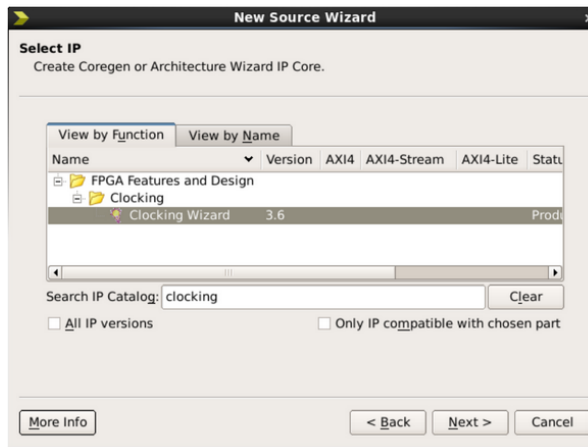 New Source Wizard
Select IP
Create Coregen or Architecture Wizard IP Core.
View by Function View by Name
Name Version AXI4 AXI4-Stream AXI4-Lite Statu
FPGA Features and Design
Clocking
Clocking Wizard 3.6 Produ
Search IP Catalog: clocking Clear
All IP versions Only IP compatible with chosen part
More Info < Back Next > Cancel